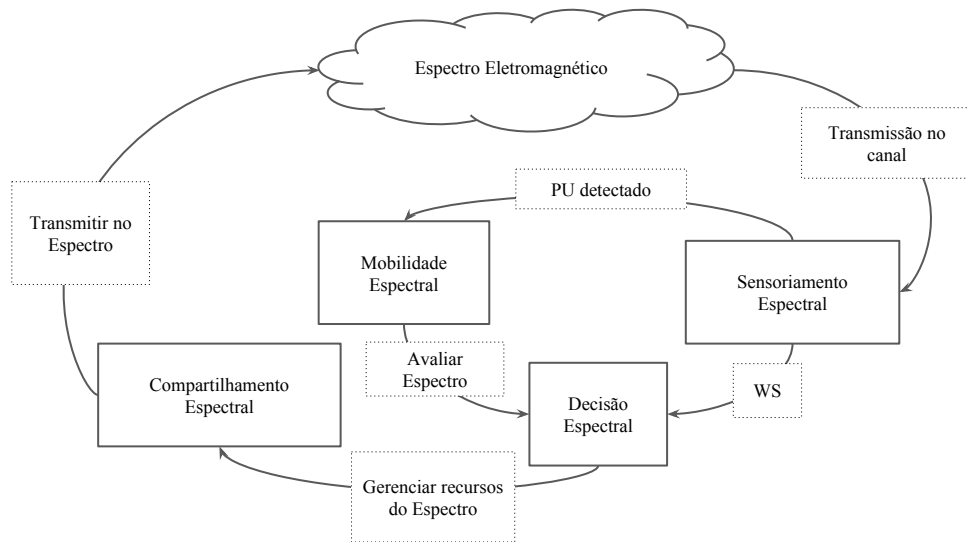 Espectro Eletromagnético
Transmissão no
canal
PU detectado
Transmitir no
Espectro
Mobilidade
Espectral
Sensoriamento
Espectral
Avaliar
Espectro
Compartilhamento
Espectral
Decisão
Espectral
WS
Gerenciar recursos
do Espectro